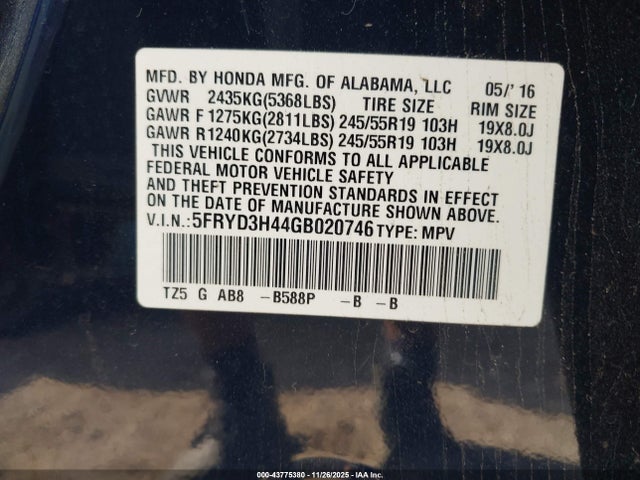 MFD. BY HONDA MFG. OF ALABAMA, LLC 05/' 16
GVWR 2435KG(5368LBS) TIRE SIZE RIM SIZE
GAWR F 1275KG(2811LBS) 245/55R19 103H 19X8.0J
GAWR R1240KG(2734LBS) 245/55R19 103H 19X8.0J
THIS VEHICLE CONFORMS TO ALL APPLICABLE
FEDERAL MOTOR VEHICLE SAFETY
AND THEFT PREVENTION STANDARDS IN EFFECT
ON THE DATE OF MANUFACTURE SHOWN ABOVE.
V.I.N.:5FRYD3H44GB020746 TYPE: MPV
TZ5 G AB8 -B588P -B -B
000-43775380 - 11/26/2025 - IAA Inc.